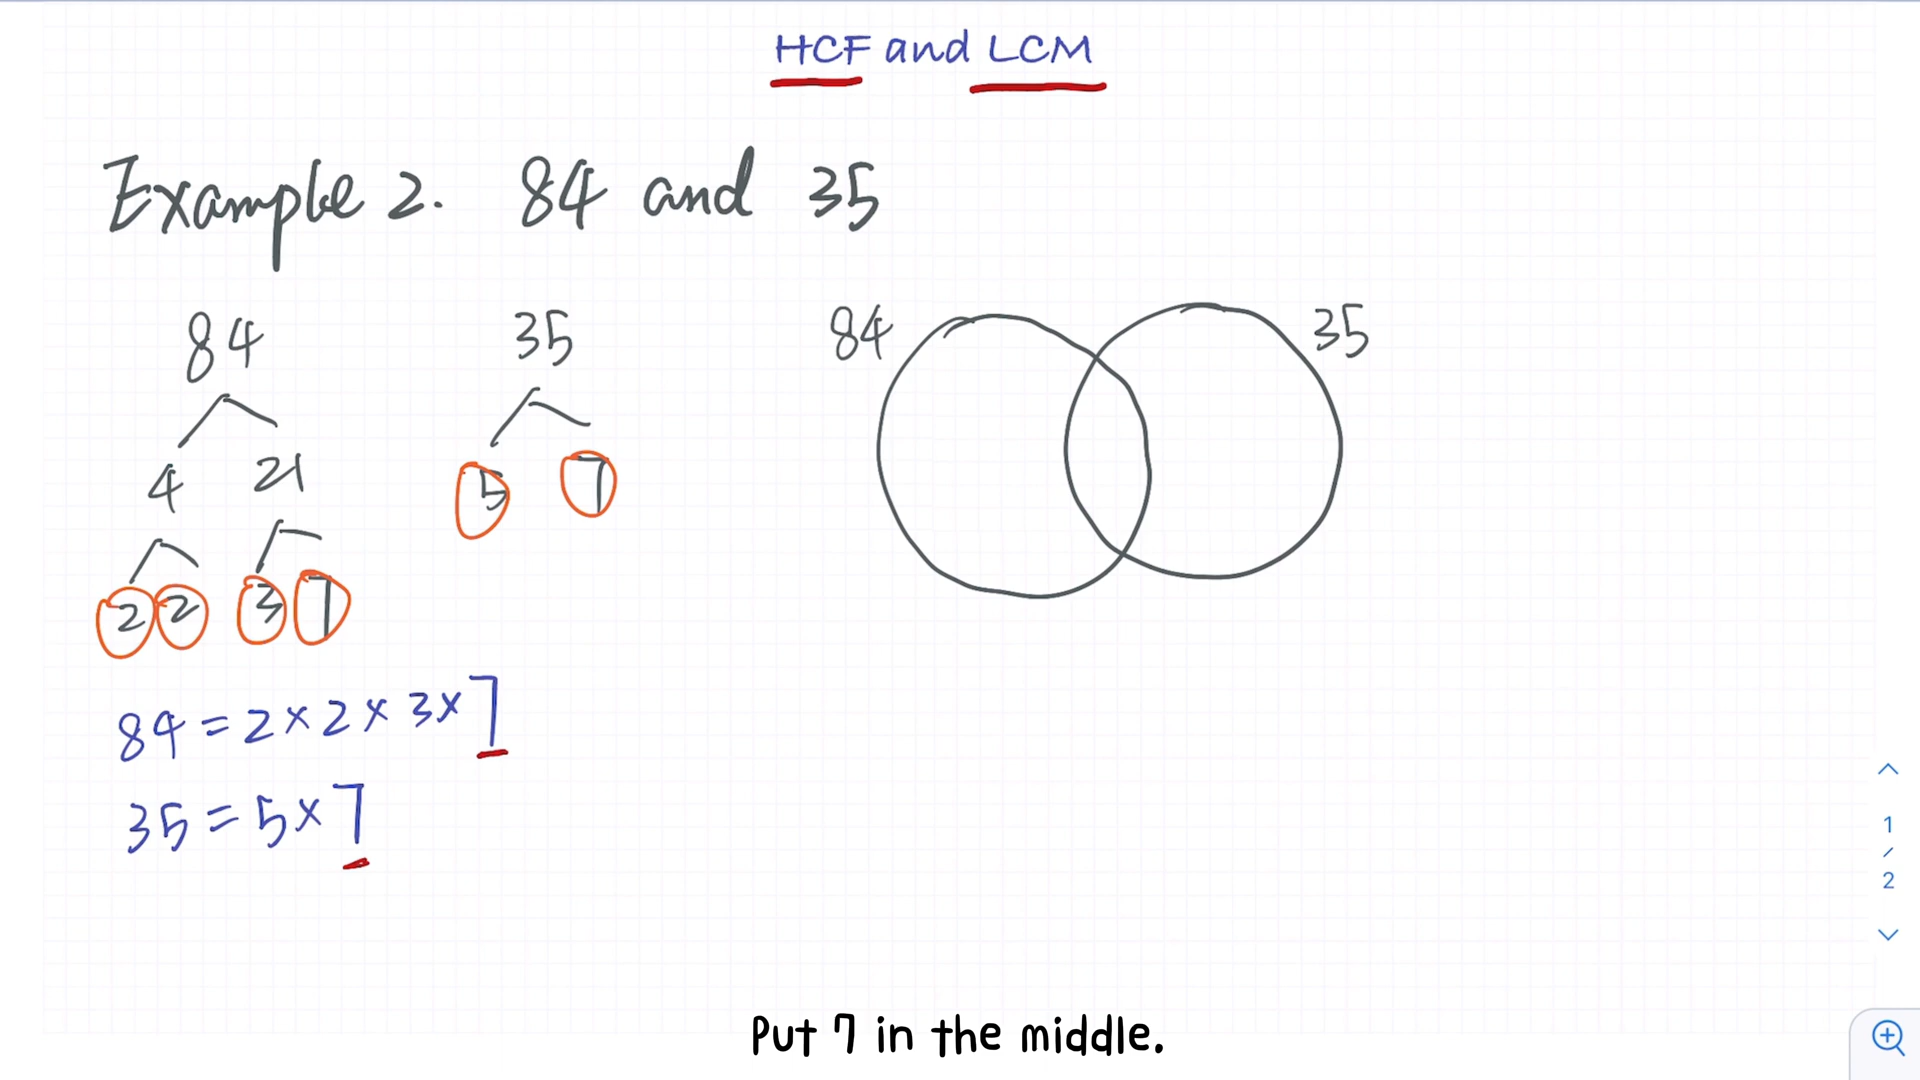 HCF and LCM
Example 2. 84 and 35
84 35
4 21 5 7
2 2 3 7
84 = 2 × 2 × 3 × 7
35 = 5 × 7
84 35
1
/
2
Put 7 in the middle.